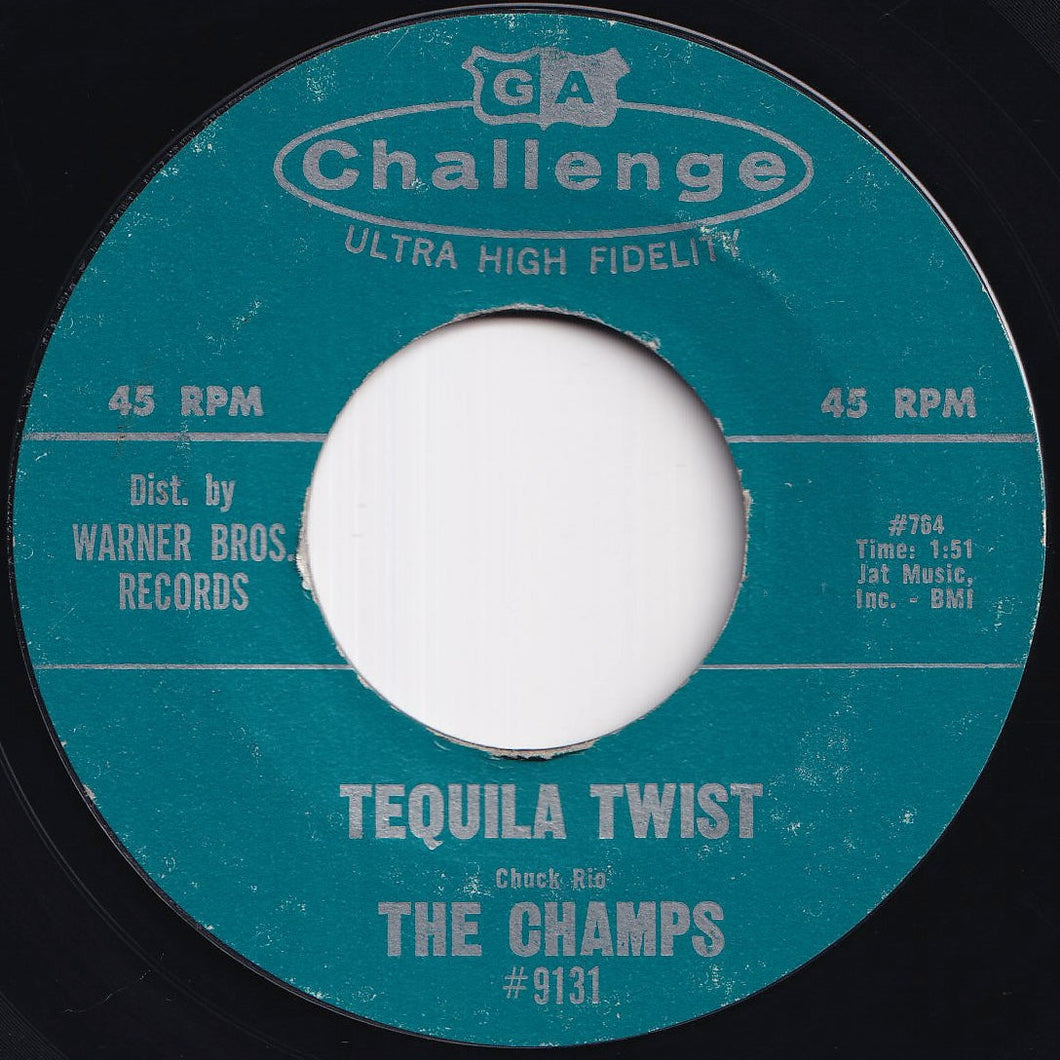 GA
Challenge
ULTRA HIGH FIDELITY
45 RPM
45 RPM
Dist. by
WARNER BROS.
RECORDS
#764
Time: 1:51
Jat Music,
Inc. - BMI
TEQUILA TWIST
Chuck Rio
THE CHAMPS
#9131